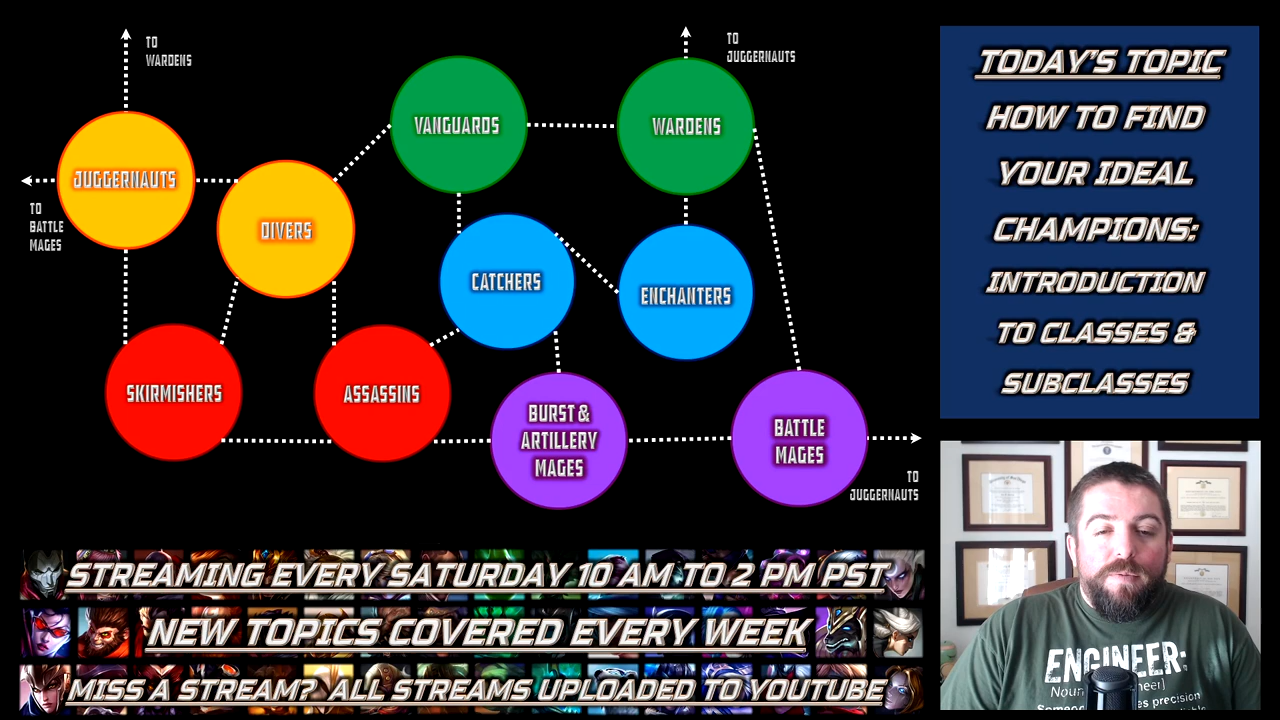 TO
WARDENS
TO
JUGGERNAUTS
VANGUARDS
WARDENS
JUGGERNAUTS
TO
BATTLE
MAGES
DIVERS
CATCHERS
ENCHANTERS
SKIRMISHERS
ASSASSINS
BURST &
ARTILLERY
MAGES
BATTLE
MAGES
TO
JUGGERNAUTS
STREAMING EVERY SATURDAY 10 AM TO 2 PM PST
NEW TOPICS COVERED EVERY WEEK
MISS A STREAM? ALL STREAMS UPLOADED TO YOUTUBE
TODAY'S TOPIC
HOW TO FIND
YOUR IDEAL
CHAMPIONS:
INTRODUCTION
TO CLASSES &
SUBCLASSES
ENGINEER:
precision